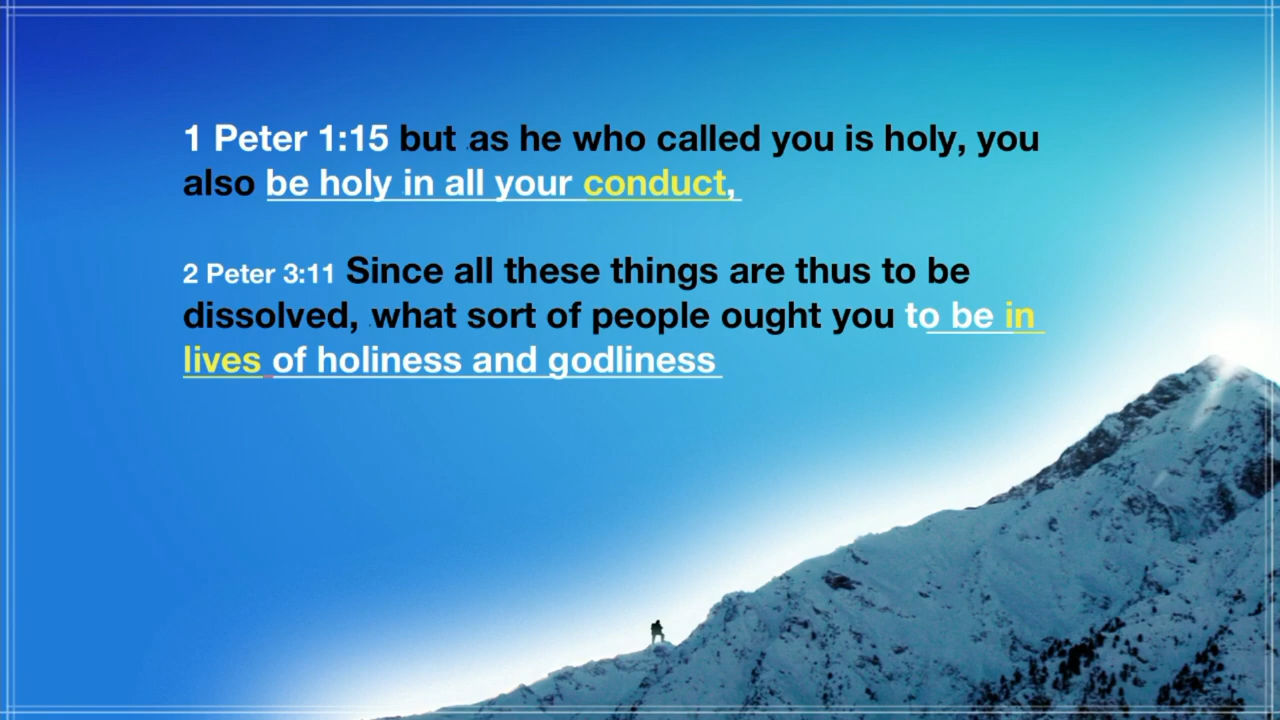 1 Peter 1:15 but as he who called you is holy, you
also be holy in all your conduct,
2 Peter 3:11 Since all these things are thus to be
dissolved, what sort of people ought you to be in
lives of holiness and godliness